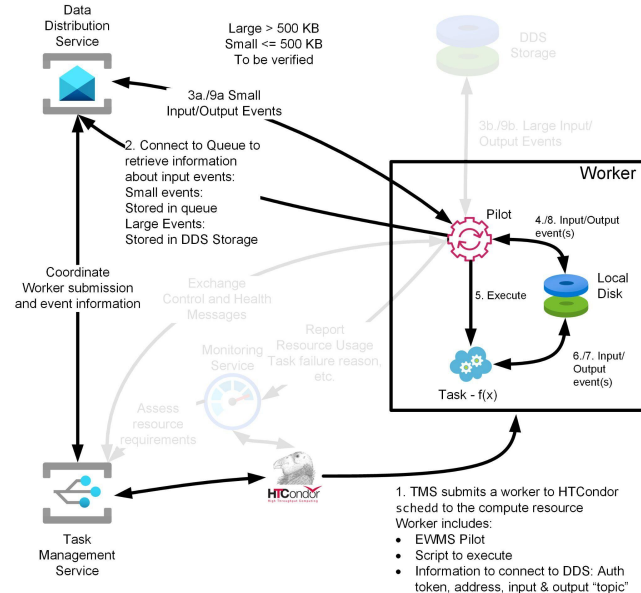 Data
Distribution
Service
Large > 500 KB
Small <= 500 KB
To be verified
DDS
Storage
3a./9a Small
Input/Output Events
3b./9b. Large Input/
Output Events
2. Connect to Queue to
retrieve information
about input events:
Small events:
Stored in queue
Large Events:
Stored in DDS Storage
Worker
Pilot
4./8. Input/Output
event(s)
Local
Disk
5. Execute
6./7. Input/
Output
event(s)
Task - f(x)
Coordinate
Worker submission
and event information
Exchange
Control and Health
Messages
Report
Resource Usage
Task failure reason,
etc.
Monitoring
Service
Assess
resource
requirements
HTCondor
High Throughput Computing
Task
Management
Service
1. TMS submits a worker to HTCondor
schedd to the compute resource
Worker includes:
• EWMS Pilot
• Script to execute
• Information to connect to DDS: Auth
token, address, input & output “topic”